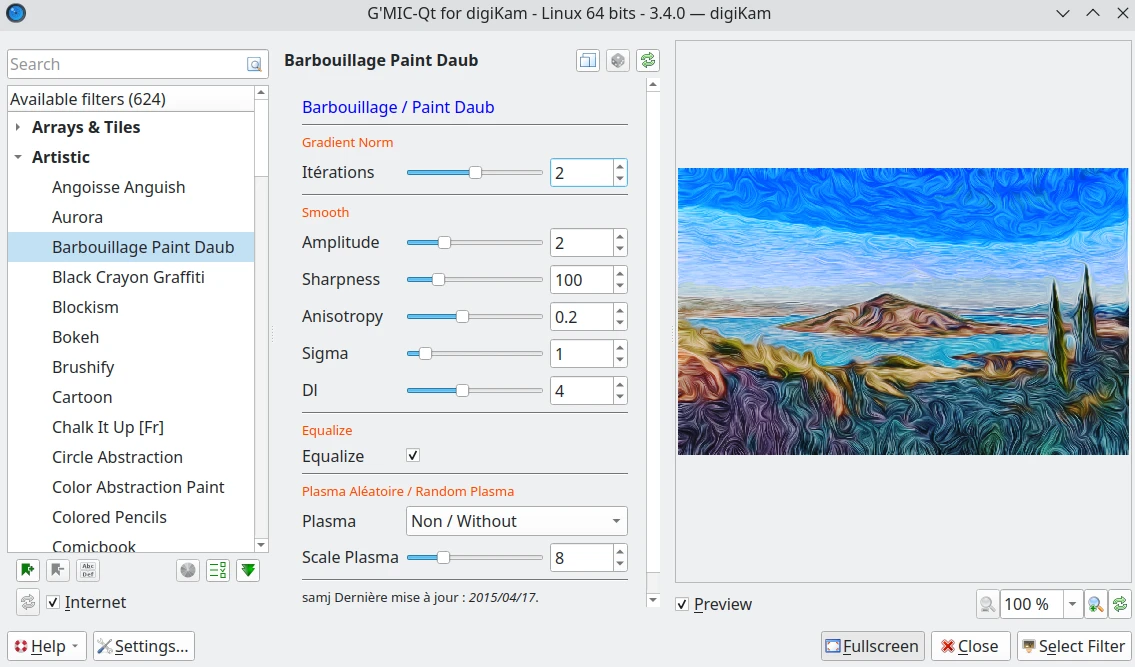 G'MIC-Qt for digiKam - Linux 64 bits - 3.4.0 — digiKam
Search
Available filters (624)
Arrays & Tiles
Artistic
Angoisse Anguish
Aurora
Barbouillage Paint Daub
Black Crayon Graffiti
Blockism
Bokeh
Brushify
Cartoon
Chalk It Up [Fr]
Circle Abstraction
Color Abstraction Paint
Colored Pencils
Comicbook
Abc
Def
Internet
Help
Settings...
Barbouillage Paint Daub
Barbouillage / Paint Daub
Gradient Norm
Itérations 2
Smooth
Amplitude 2
Sharpness 100
Anisotropy 0.2
Sigma 1
Dl 4
Equalize
Equalize
Plasma Aléatoire / Random Plasma
Plasma Non / Without
Scale Plasma 8
samj Dernière mise à jour : 2015/04/17.
Preview
100 %
Fullscreen
Close
Select Filter